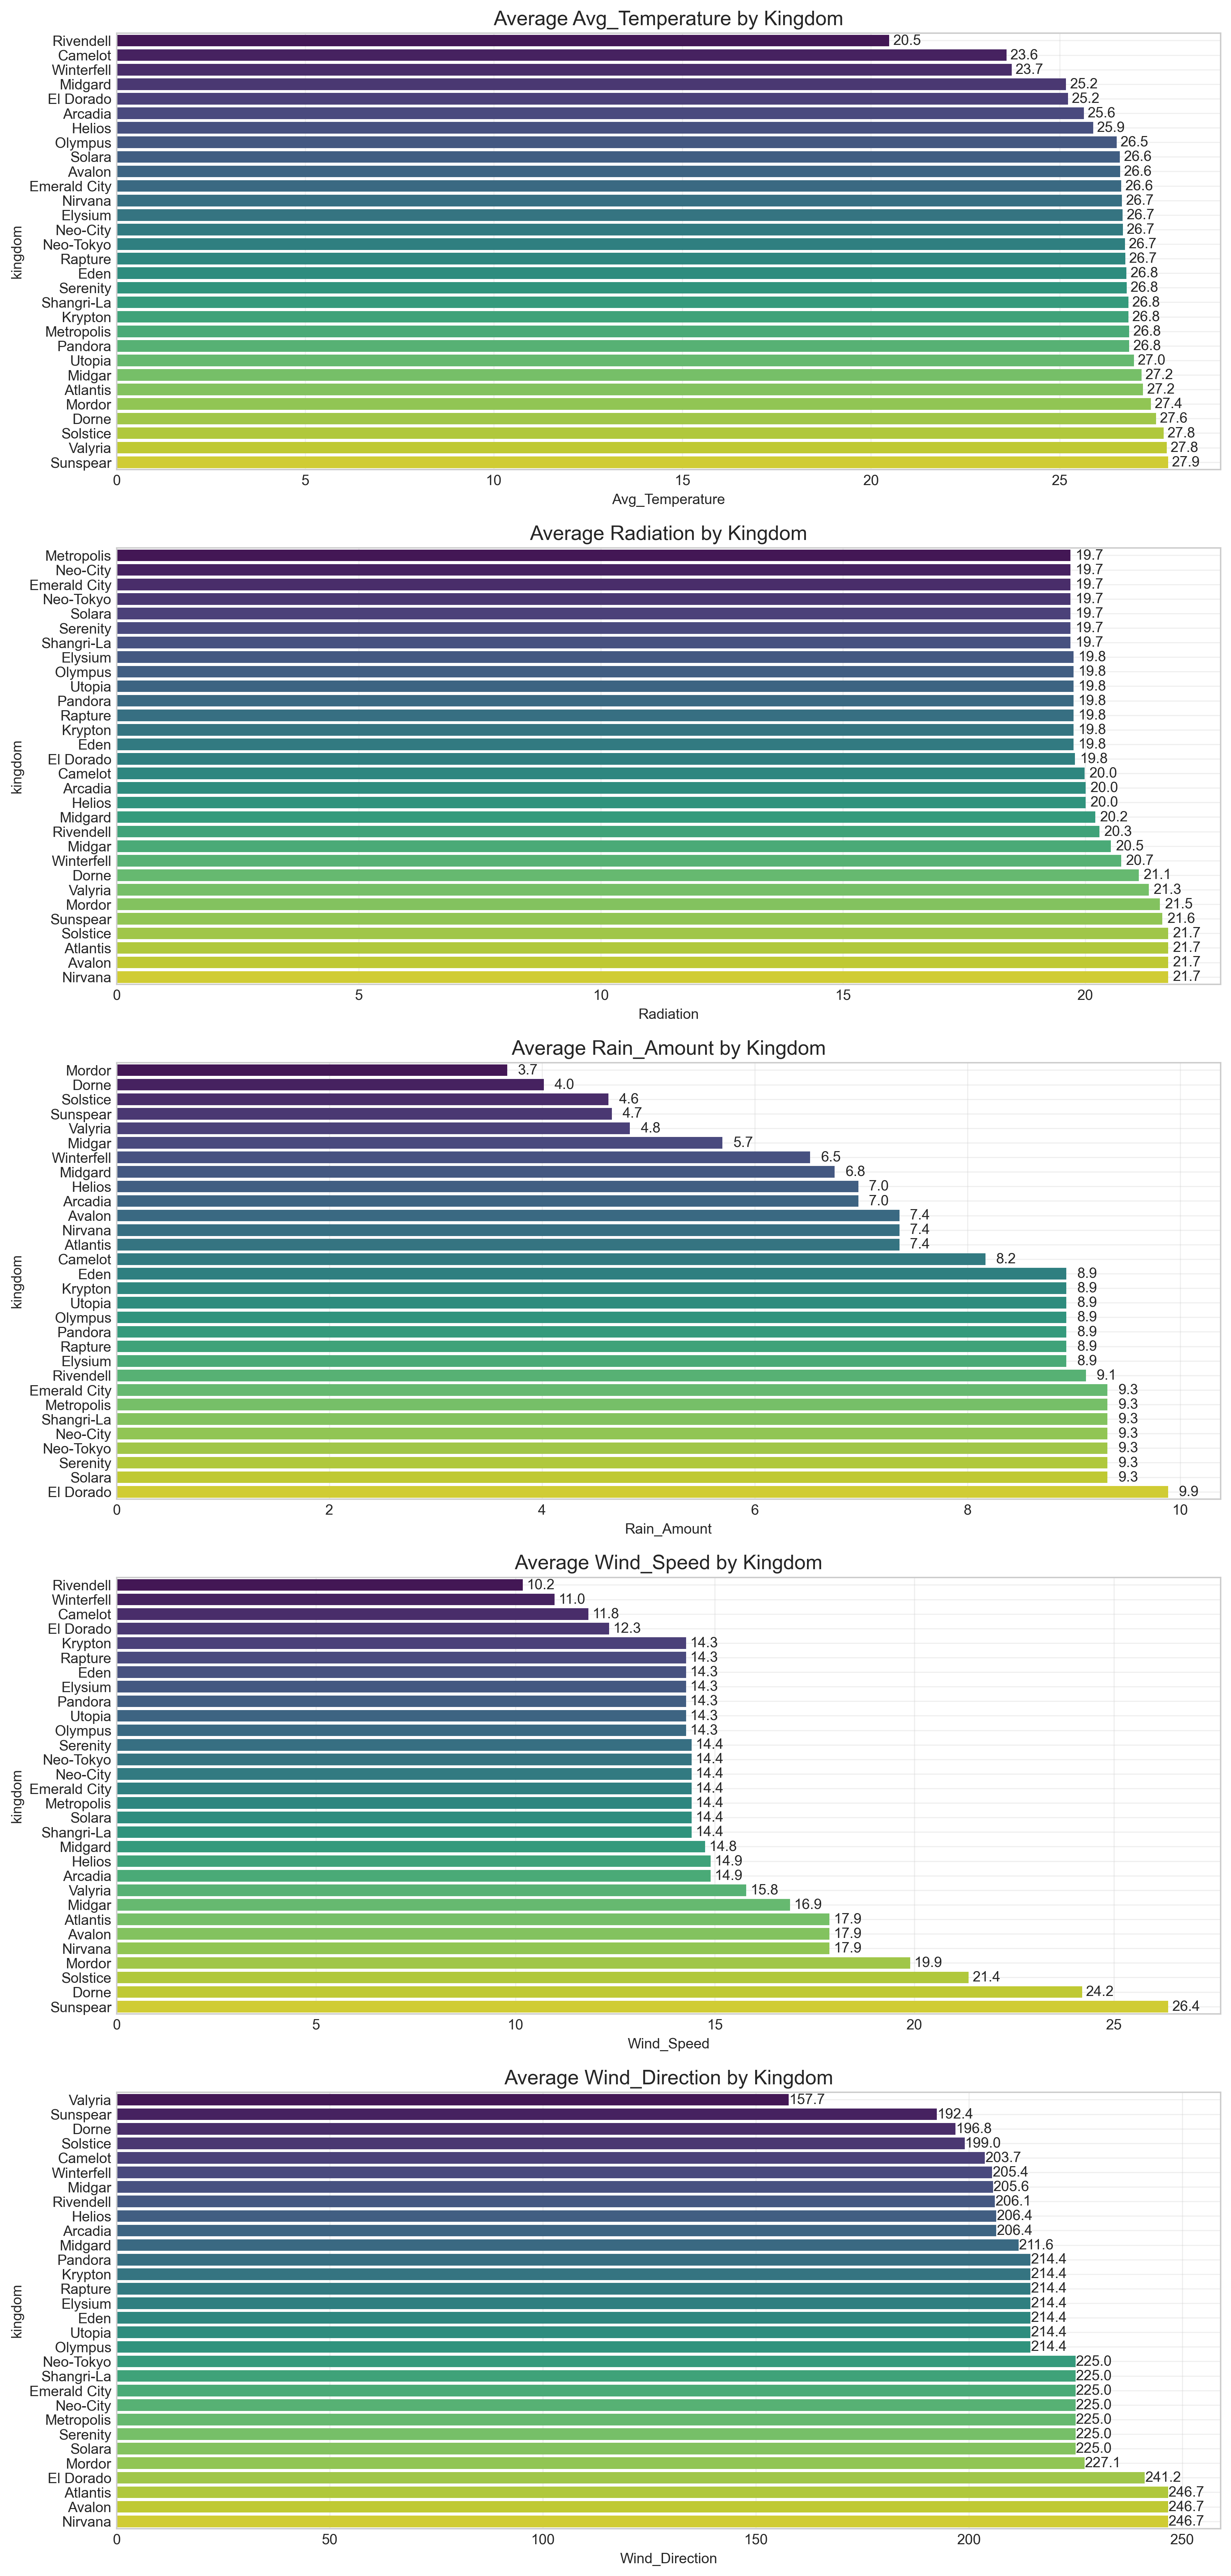 Average Avg_Temperature by Kingdom
Rivendell 20.5
Camelot 23.6
Winterfell 23.7
Midgard 25.2
El Dorado 25.2
Arcadia 25.6
Helios 25.9
Olympus 26.5
Solara 26.6
Avalon 26.6
Emerald City 26.6
Nirvana 26.7
Elysium 26.7
Neo-City 26.7
Neo-Tokyo 26.7
Rapture 26.7
Eden 26.8
Serenity 26.8
Shangri-La 26.8
Krypton 26.8
Metropolis 26.8
Pandora 26.8
Utopia 27.0
Midgar 27.2
Atlantis 27.2
Mordor 27.4
Dorne 27.6
Solstice 27.8
Valyria 27.8
Sunspear 27.9
kingdom
0 5 10 15 20 25
Avg_Temperature
Average Radiation by Kingdom
Metropolis 19.7
Neo-City 19.7
Emerald City 19.7
Neo-Tokyo 19.7
Solara 19.7
Serenity 19.7
Shangri-La 19.7
Elysium 19.8
Olympus 19.8
Utopia 19.8
Pandora 19.8
Rapture 19.8
Krypton 19.8
Eden 19.8
El Dorado 19.8
Camelot 20.0
Arcadia 20.0
Helios 20.0
Midgard 20.2
Rivendell 20.3
Midgar 20.5
Winterfell 20.7
Dorne 21.1
Valyria 21.3
Mordor 21.5
Sunspear 21.6
Solstice 21.7
Atlantis 21.7
Avalon 21.7
Nirvana 21.7
kingdom
0 5 10 15 20
Radiation
Average Rain_Amount by Kingdom
Mordor 3.7
Dorne 4.0
Solstice 4.6
Sunspear 4.7
Valyria 4.8
Midgar 5.7
Winterfell 6.5
Midgard 6.8
Helios 7.0
Arcadia 7.0
Avalon 7.4
Nirvana 7.4
Atlantis 7.4
Camelot 8.2
Eden 8.9
Krypton 8.9
Utopia 8.9
Olympus 8.9
Pandora 8.9
Rapture 8.9
Elysium 8.9
Rivendell 9.1
Emerald City 9.3
Metropolis 9.3
Shangri-La 9.3
Neo-City 9.3
Neo-Tokyo 9.3
Serenity 9.3
Solara 9.3
El Dorado 9.9
kingdom
0 2 4 6 8 10
Rain_Amount
Average Wind_Speed by Kingdom
Rivendell 10.2
Winterfell 11.0
Camelot 11.8
El Dorado 12.3
Krypton 14.3
Rapture 14.3
Eden 14.3
Elysium 14.3
Pandora 14.3
Utopia 14.3
Olympus 14.3
Serenity 14.4
Neo-Tokyo 14.4
Neo-City 14.4
Emerald City 14.4
Metropolis 14.4
Solara 14.4
Shangri-La 14.4
Midgard 14.8
Helios 14.9
Arcadia 14.9
Valyria 15.8
Midgar 16.9
Atlantis 17.9
Avalon 17.9
Nirvana 17.9
Mordor 19.9
Solstice 21.4
Dorne 24.2
Sunspear 26.4
kingdom
0 5 10 15 20 25
Wind_Speed
Average Wind_Direction by Kingdom
Valyria 157.7
Sunspear 192.4
Dorne 196.8
Solstice 199.0
Camelot 203.7
Winterfell 205.4
Midgar 205.6
Rivendell 206.1
Helios 206.4
Arcadia 206.4
Midgard 211.6
Pandora 214.4
Krypton 214.4
Rapture 214.4
Elysium 214.4
Eden 214.4
Utopia 214.4
Olympus 214.4
Neo-Tokyo 225.0
Shangri-La 225.0
Emerald City 225.0
Neo-City 225.0
Metropolis 225.0
Serenity 225.0
Solara 225.0
Mordor 227.1
El Dorado 241.2
Atlantis 246.7
Avalon 246.7
Nirvana 246.7
kingdom
0 50 100 150 200 250
Wind_Direction